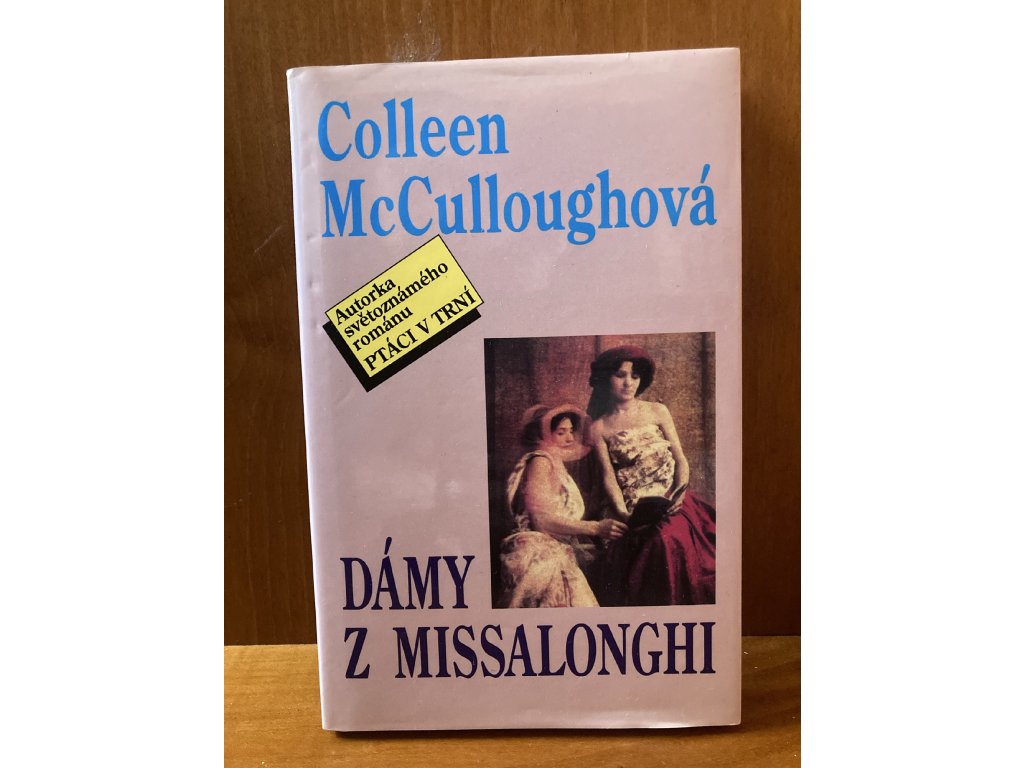 Colleen
McCulloughová
Autorka
světoznámého
románu
PTÁCI V TRNÍ
DÁMY
Z MISSALONGHI